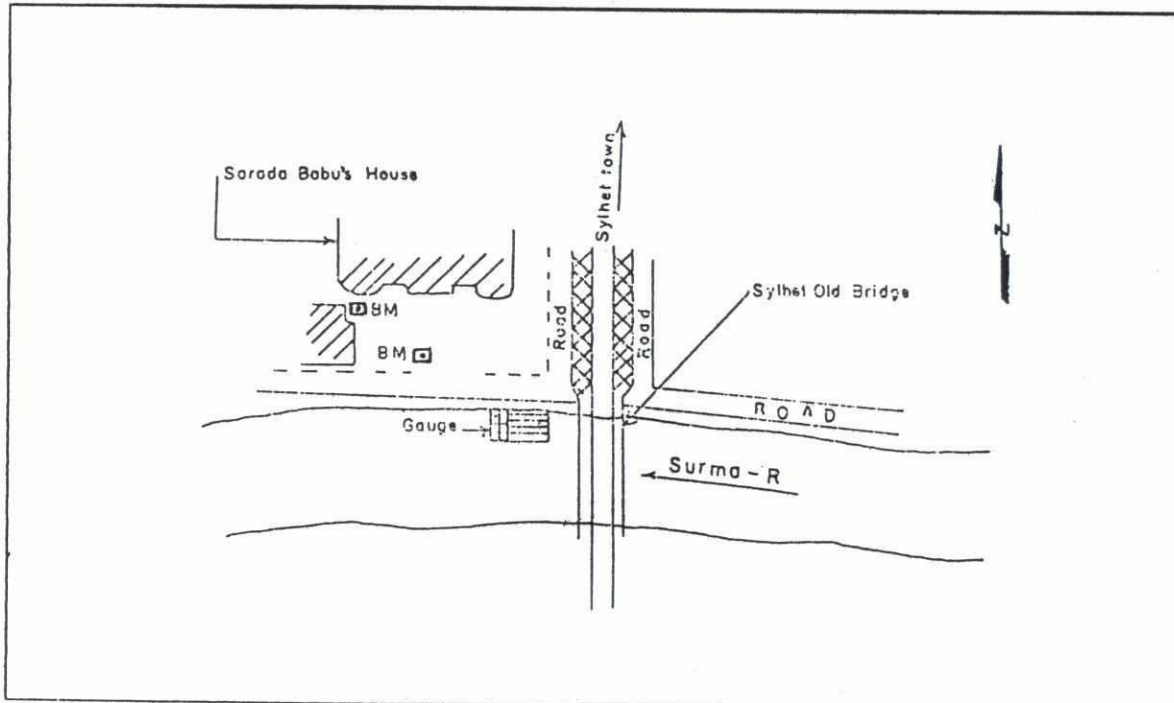 Sylhet town
Sarada Babu's House
N
Sylhet Old Bridge
BM
Road
Road
BM
ROAD
Gauge
Surma-R